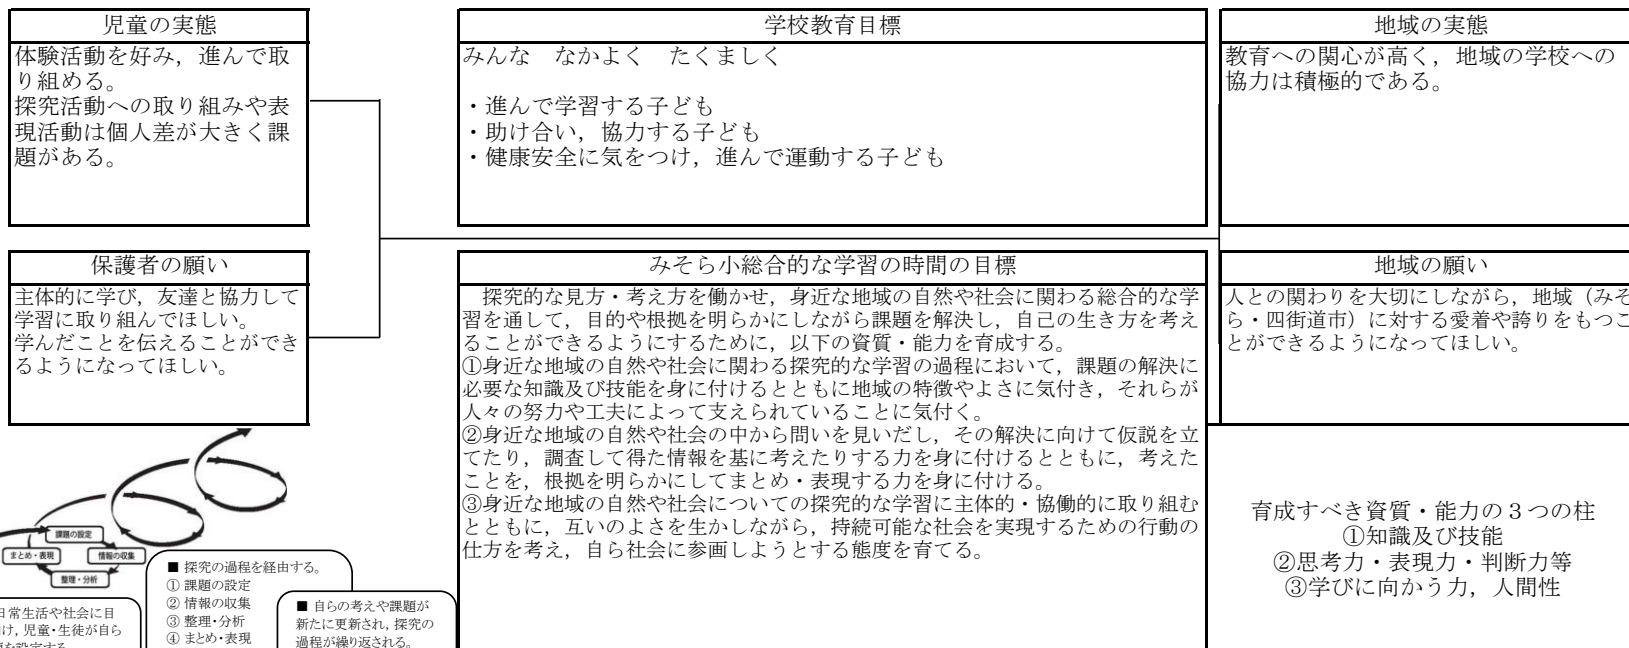 児童の実態
体験活動を好み，進んで取
り組める。
探究活動への取り組みや表
現活動は個人差が大きく課
題がある。
学校教育目標
みんな　なかよく　たくましく
・進んで学習する子ども
・助け合い，協力する子ども
・健康安全に気をつけ，進んで運動する子ども
地域の実態
教育への関心が高く，地域の学校への
協力は積極的である。
保護者の願い
主体的に学び，友達と協力して
学習に取り組んでほしい。
学んだことを伝えることができ
るようになってほしい。
みそら小総合的な学習の時間の目標
　探究的な見方・考え方を働かせ，身近な地域の自然や社会に関わる総合的な学
習を通して，目的や根拠を明らかにしながら課題を解決し，自己の生き方を考え
ることができるようにするために，以下の資質・能力を育成する。
①身近な地域の自然や社会に関わる探究的な学習の過程において，課題の解決に
必要な知識及び技能を身に付けるとともに地域の特徴やよさに気付き，それらが
人々の努力や工夫によって支えられていることに気付く。
②身近な地域の自然や社会の中から問いを見いだし，その解決に向けて仮説を立
てたり，調査して得た情報を基に考えたりする力を身に付けるとともに，考えた
ことを，根拠を明らかにしてまとめ・表現する力を身に付ける。
③身近な地域の自然や社会についての探究的な学習に主体的・協働的に取り組む
とともに，互いのよさを生かしながら，持続可能な社会を実現するための行動の
仕方を考え，自ら社会に参画しようとする態度を育てる。
地域の願い
人との関わりを大切にしながら，地域（みそ
ら・四街道市）に対する愛着や誇りをもつこ
とができるようになってほしい。
育成すべき資質・能力の３つの柱
①知識及び技能
②思考力・表現力・判断力等
③学びに向かう力，人間性
課題の設定
まとめ・表現
情報の収集
整理・分析
■ 探究の過程を経由する。
① 課題の設定
② 情報の収集
③ 整理・分析
④ まとめ・表現
日常生活や社会に目
け，児童・生徒が自ら
を設定する
■ 自らの考えや課題が
新たに更新され，探究の
過程が繰り返される。